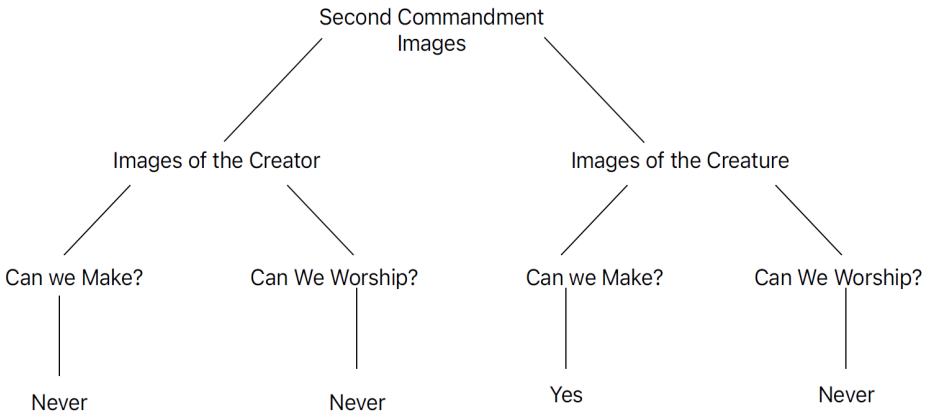 Second Commandment
Images
Images of the Creator
Images of the Creature
Can we Make?
Can We Worship?
Can we Make?
Can We Worship?
Never
Never
Yes
Never